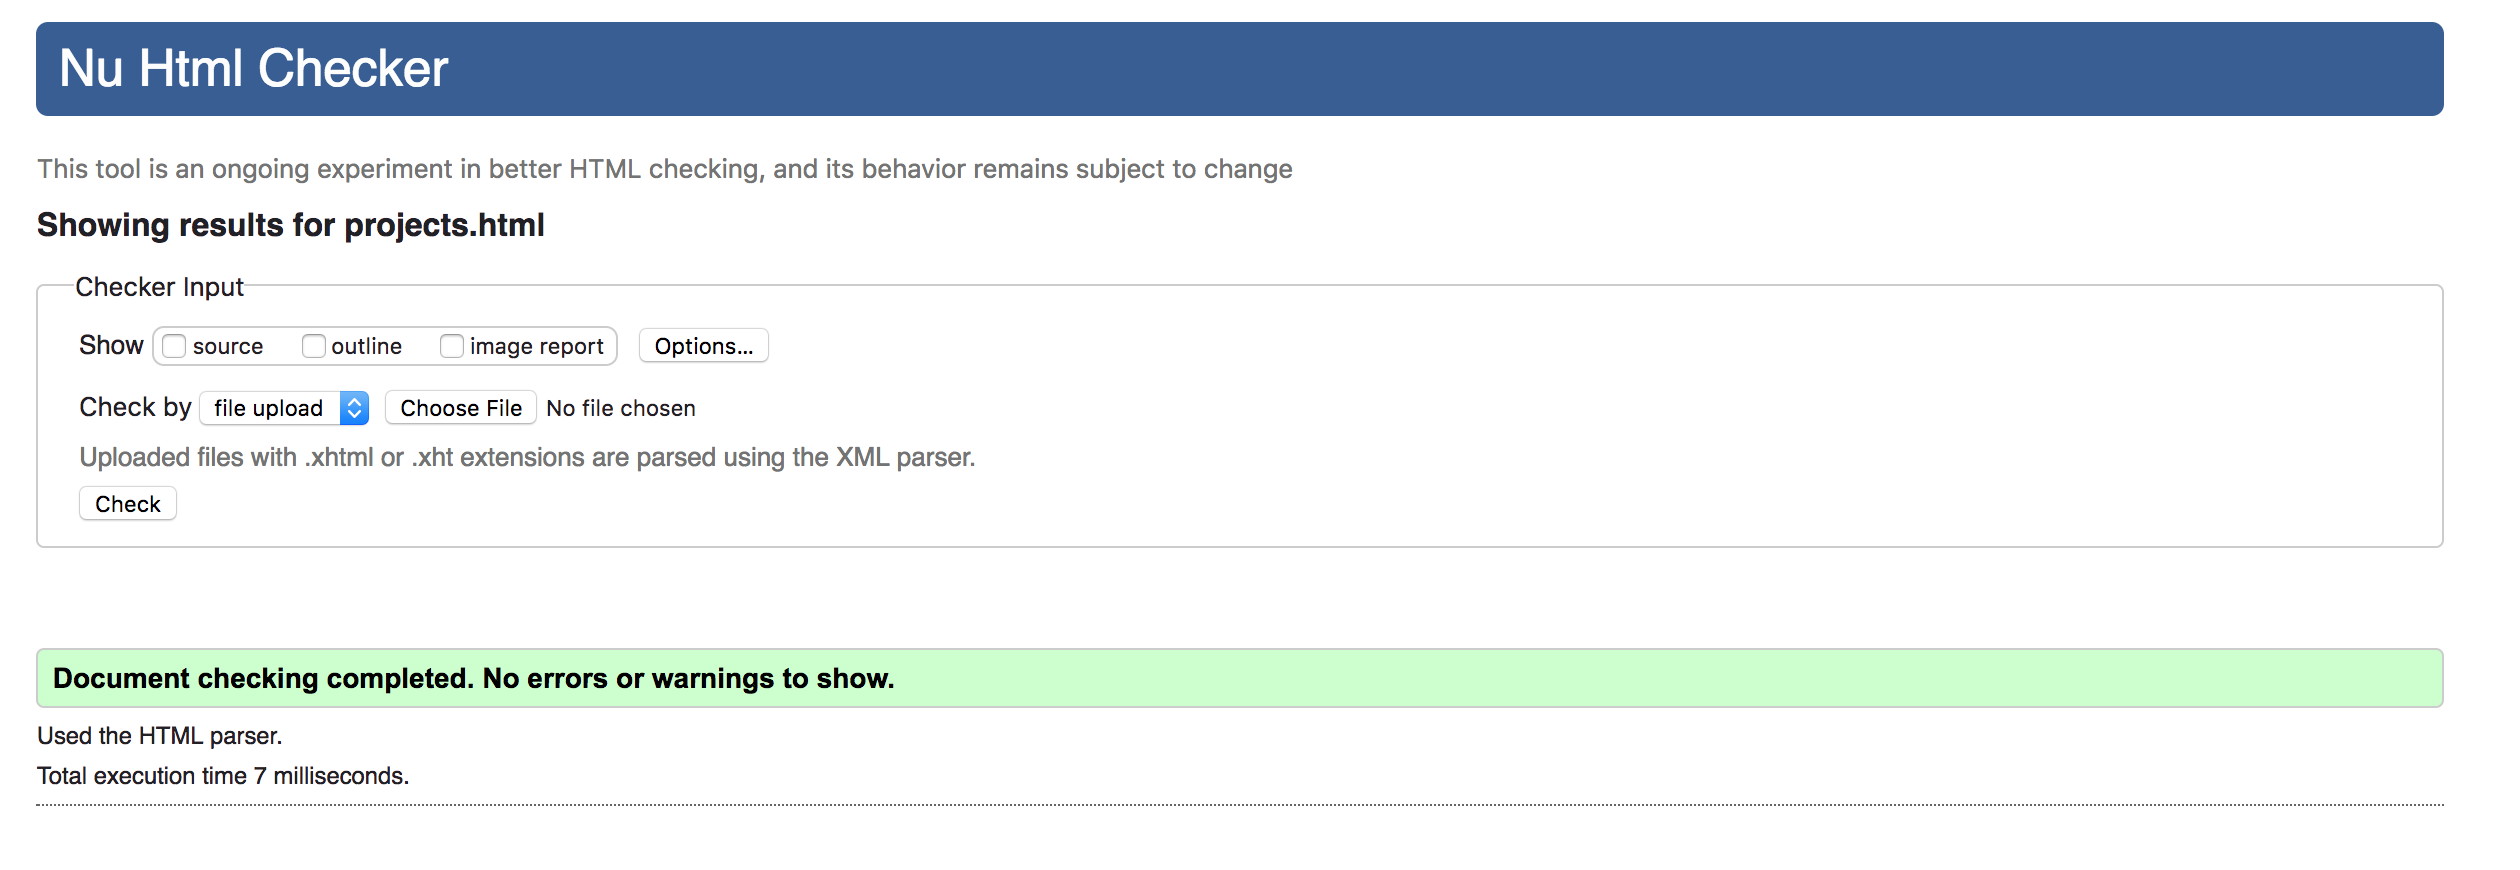 Nu Html Checker
This tool is an ongoing experiment in better HTML checking, and its behavior remains subject to change
Showing results for projects.html
Checker Input
Show source outline image report Options...
Check by file upload Choose File No file chosen
Uploaded files with .xhtml or .xht extensions are parsed using the XML parser.
Check
Document checking completed. No errors or warnings to show.
Used the HTML parser.
Total execution time 7 milliseconds.